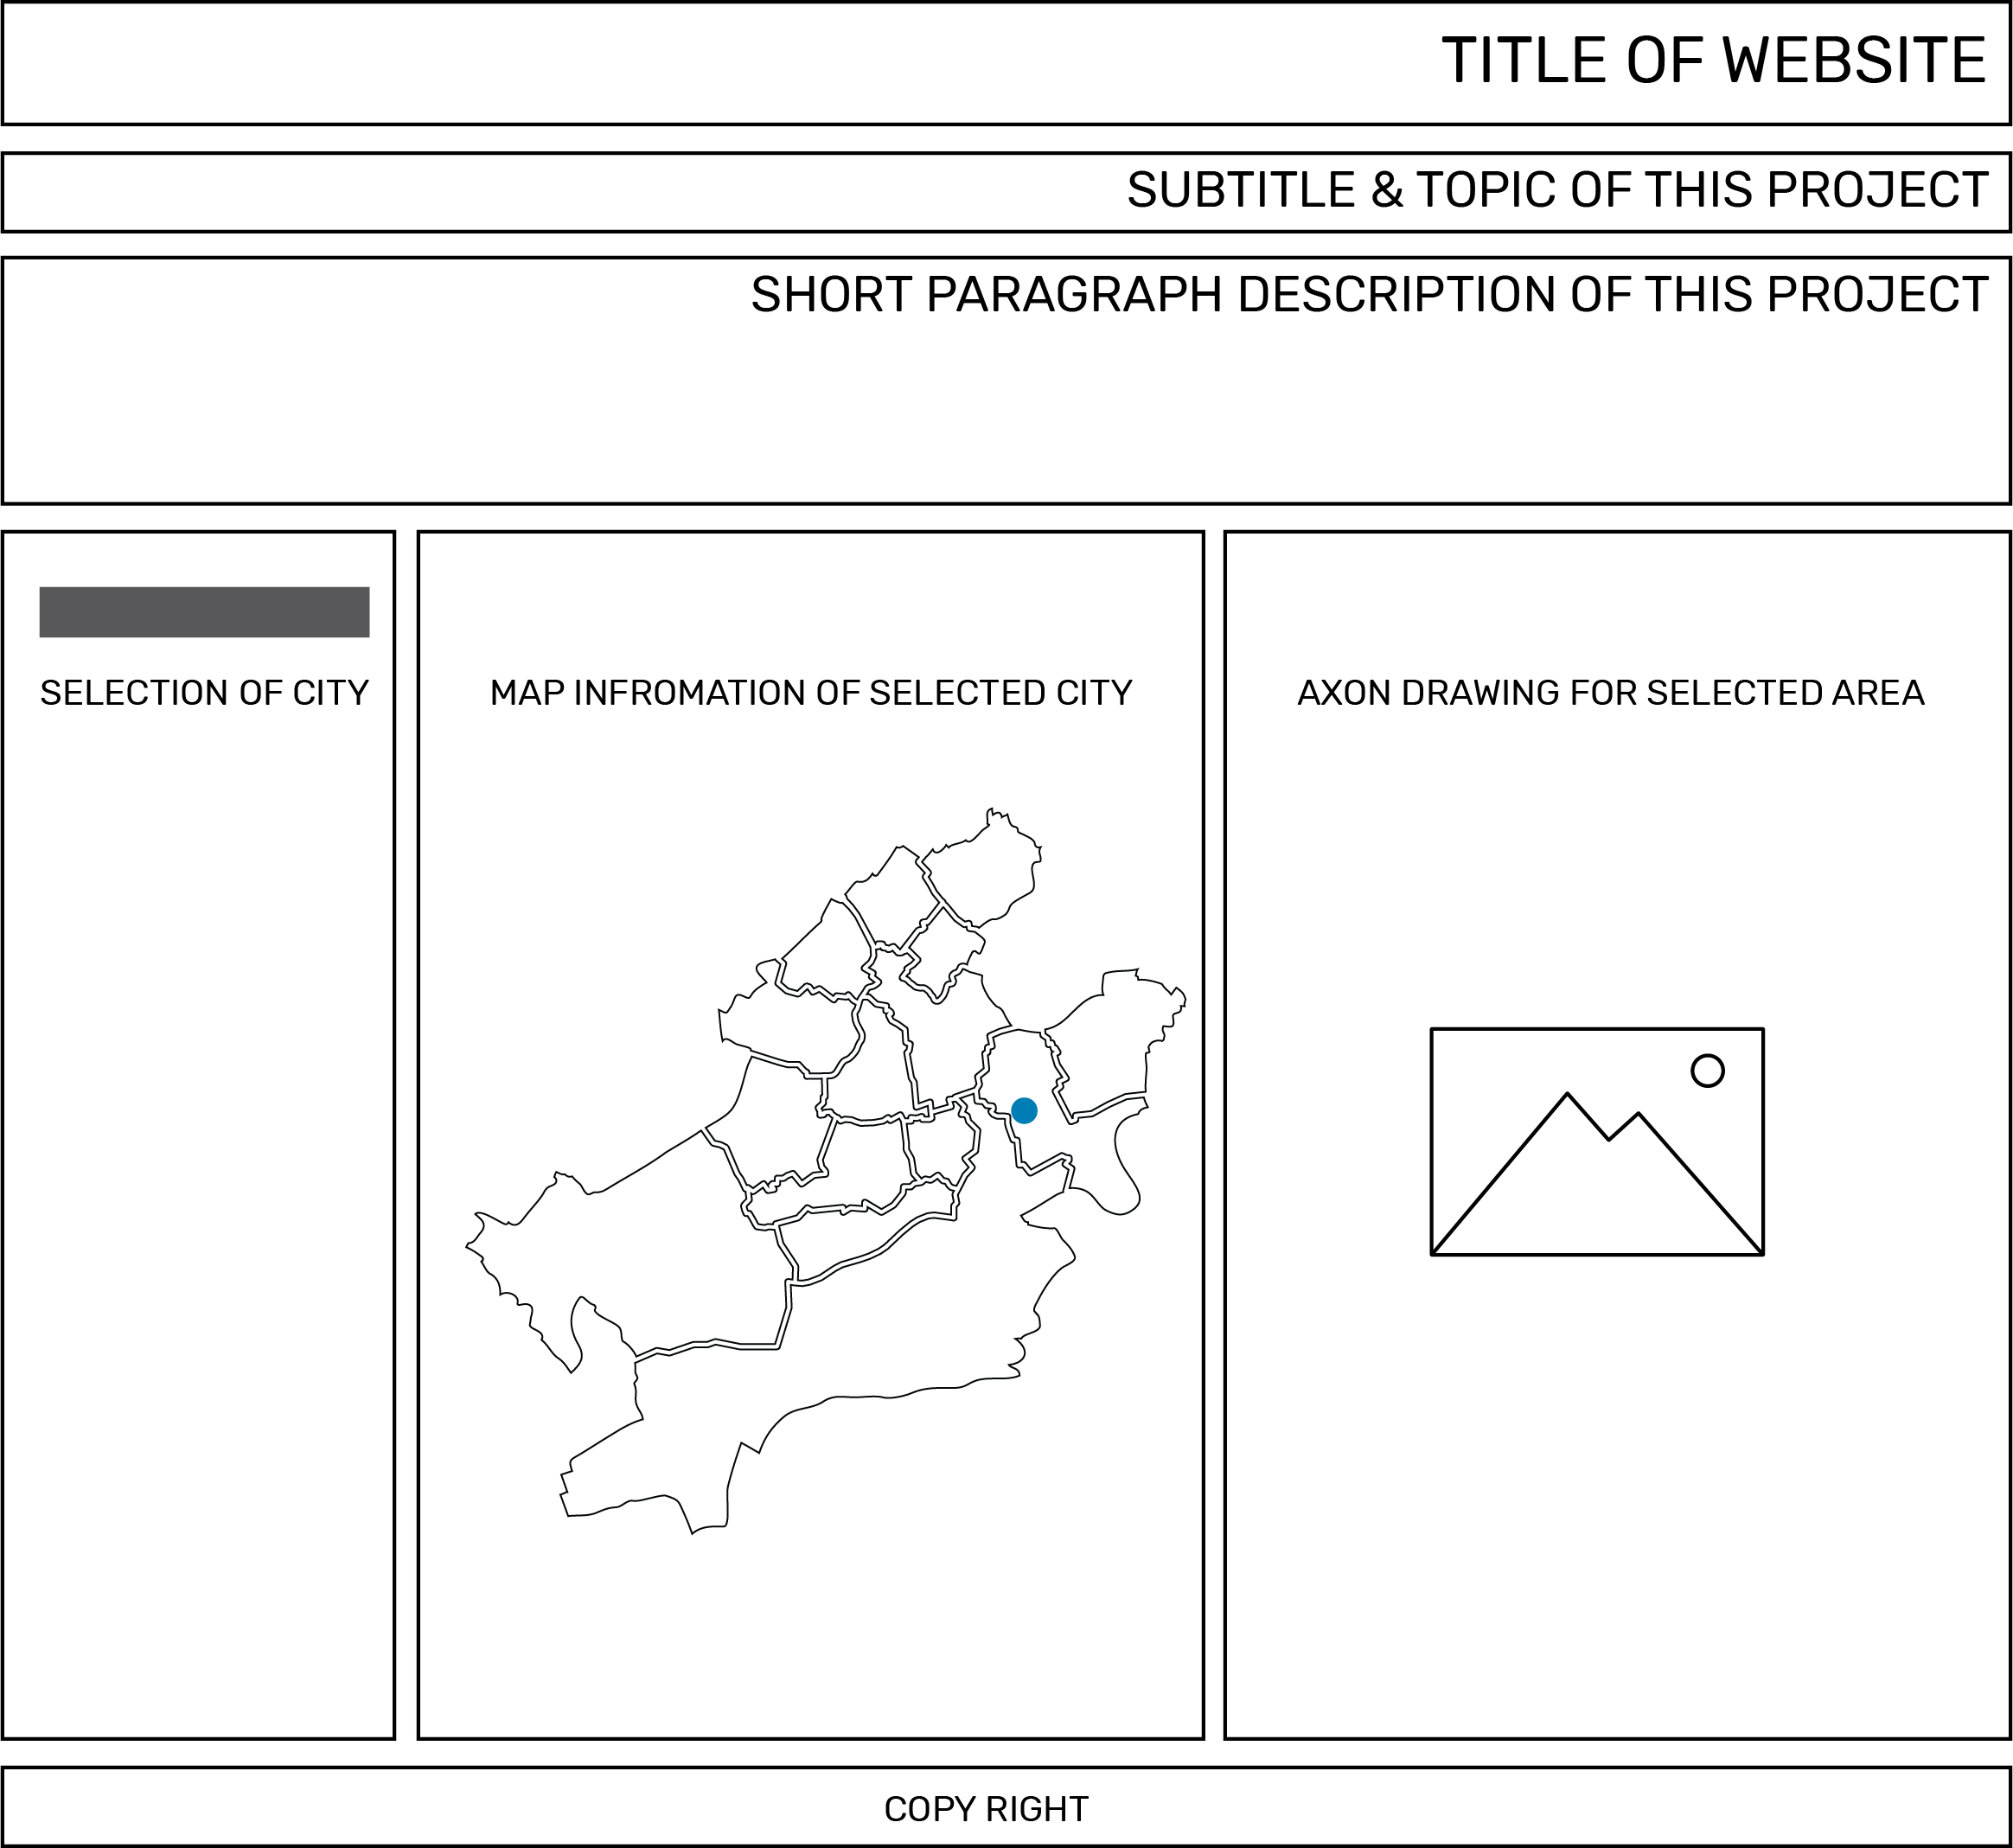 TITLE OF WEBSITE
SUBTITLE & TOPIC OF THIS PROJECT
SHORT PARAGRAPH DESCRIPTION OF THIS PROJECT
SELECTION OF CITY
MAP INFROMATION OF SELECTED CITY
AXON DRAWING FOR SELECTED AREA
COPY RIGHT